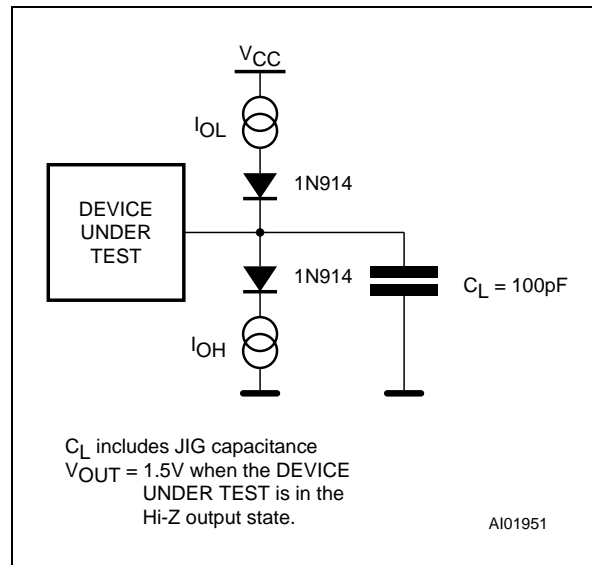 VCC
IOL
1N914
DEVICE
UNDER
TEST
1N914
CL = 100pF
IOH
CL includes JIG capacitance
VOUT = 1.5V when the DEVICE
UNDER TEST is in the
Hi-Z output state.
AI01951